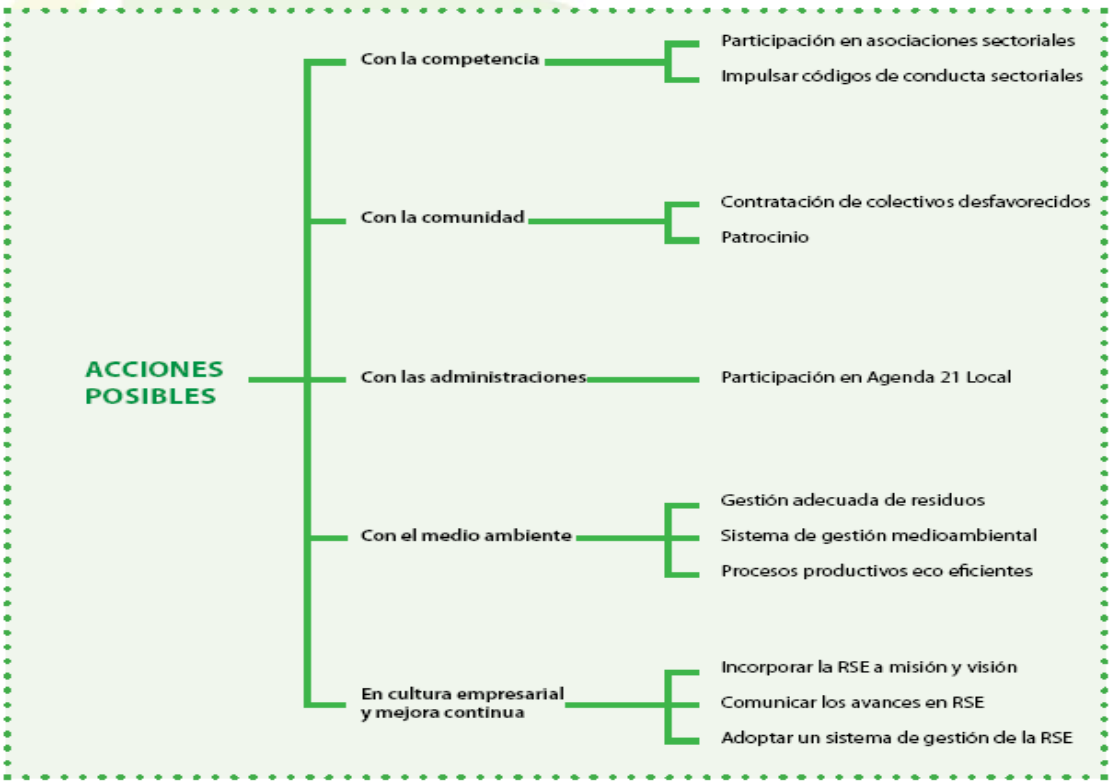 Con la competencia
Participación en asociaciones sectoriales
Impulsar códigos de conducta sectoriales
Con la comunidad
Contratación de colectivos desfavorecidos
Patrocinio
ACCIONES
POSIBLES
Con las administraciones
Participación en Agenda 21 Local
Con el medio ambiente
Gestión adecuada de residuos
Sistema de gestión medioambiental
Procesos productivos eco eficientes
En cultura empresarial
y mejora continua
Incorporar la RSE a misión y visión
Comunicar los avances en RSE
Adoptar un sistema de gestión de la RSE